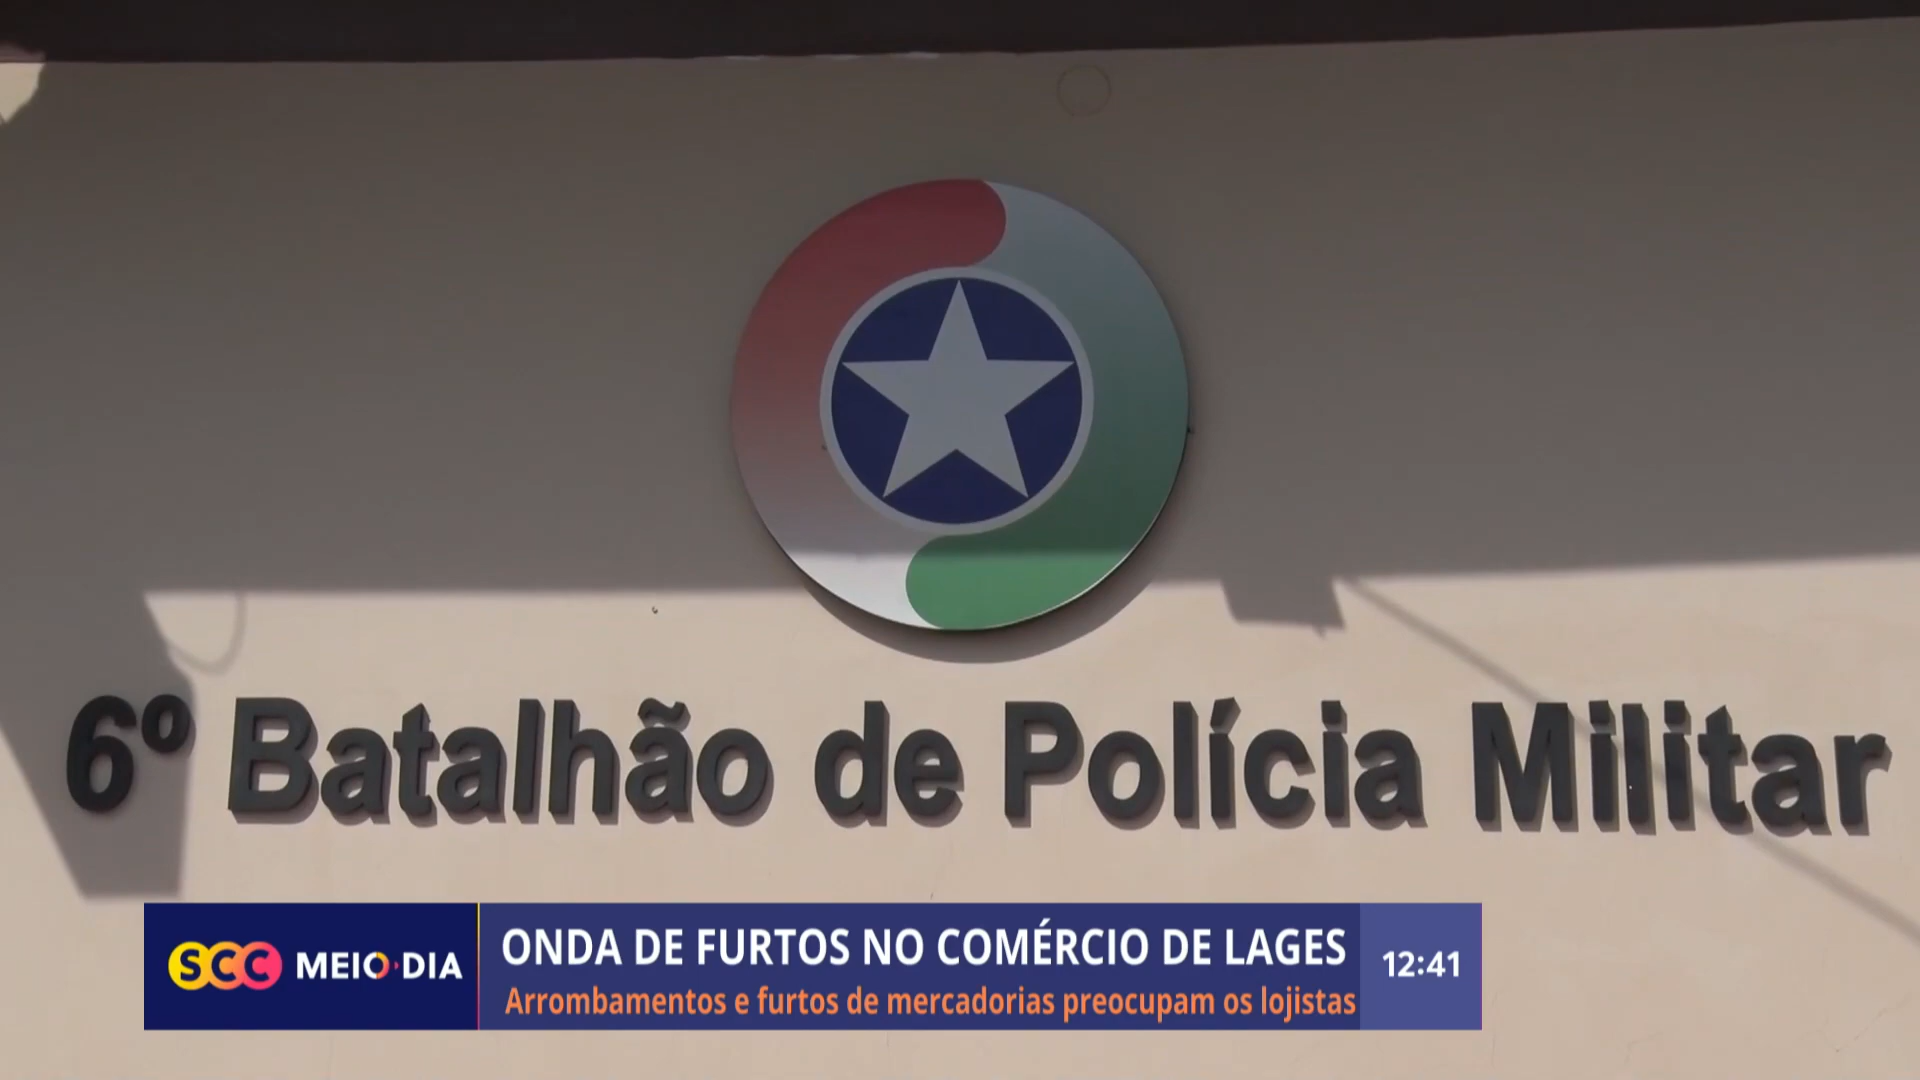 6º Batalhão de Polícia Militar
SCC MEIO-DIA
ONDA DE FURTOS NO COMÉRCIO DE LAGES
Arrombamentos e furtos de mercadorias preocupam os lojistas
12:41